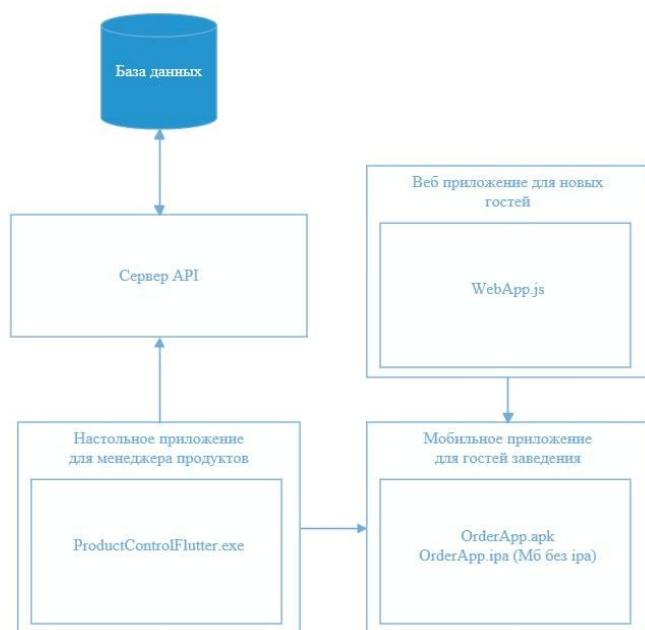 База данных
Веб приложение для новых
гостей
Сервер API
WebApp.js
Настольное приложение
для менеджера продуктов
Мобильное приложение
для гостей заведения
ProductControlFlutter.exe
OrderApp.apk
OrderApp.ipa (Мб без ipa)